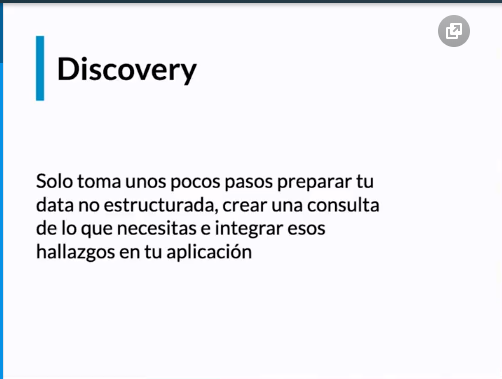 Discovery
Solo toma unos pocos pasos preparar tu
data no estructurada, crear una consulta
de lo que necesitas e integrar esos
hallazgos en tu aplicación